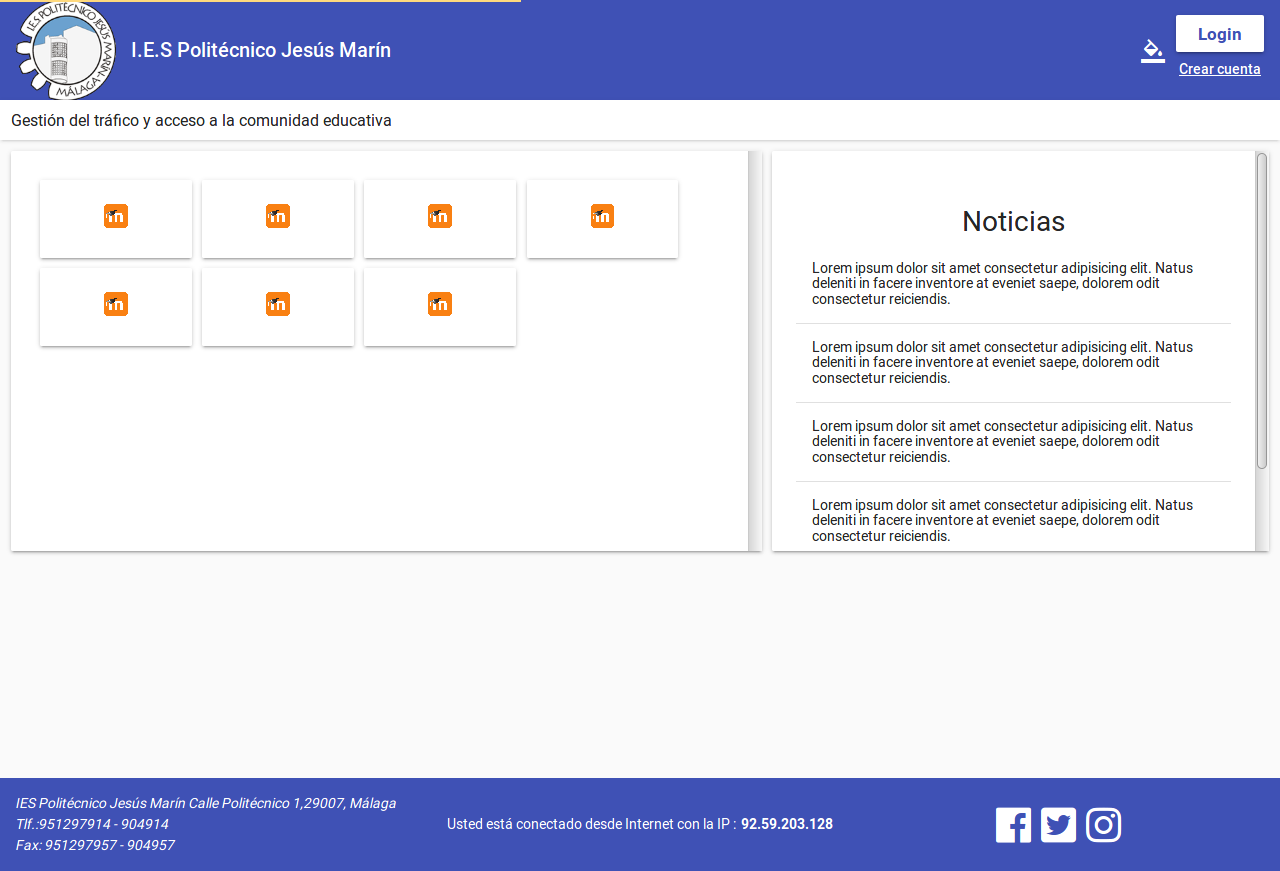 I.E.S POLITÉCNICO JESÚS MARÍN
MÁLAGA
I.E.S Politécnico Jesús Marín
Login
Crear cuenta
Gestión del tráfico y acceso a la comunidad educativa
m
m
m
m
m
m
m
Noticias
Lorem ipsum dolor sit amet consectetur adipisicing elit. Natus
deleniti in facere inventore at eveniet saepe, dolorem odit
consectetur reiciendis.
Lorem ipsum dolor sit amet consectetur adipisicing elit. Natus
deleniti in facere inventore at eveniet saepe, dolorem odit
consectetur reiciendis.
Lorem ipsum dolor sit amet consectetur adipisicing elit. Natus
deleniti in facere inventore at eveniet saepe, dolorem odit
consectetur reiciendis.
Lorem ipsum dolor sit amet consectetur adipisicing elit. Natus
deleniti in facere inventore at eveniet saepe, dolorem odit
consectetur reiciendis.
IES Politécnico Jesús Marín Calle Politécnico 1,29007, Málaga
Tlf.:951297914 - 904914
Fax: 951297957 - 904957
Usted está conectado desde Internet con la IP : 92.59.203.128